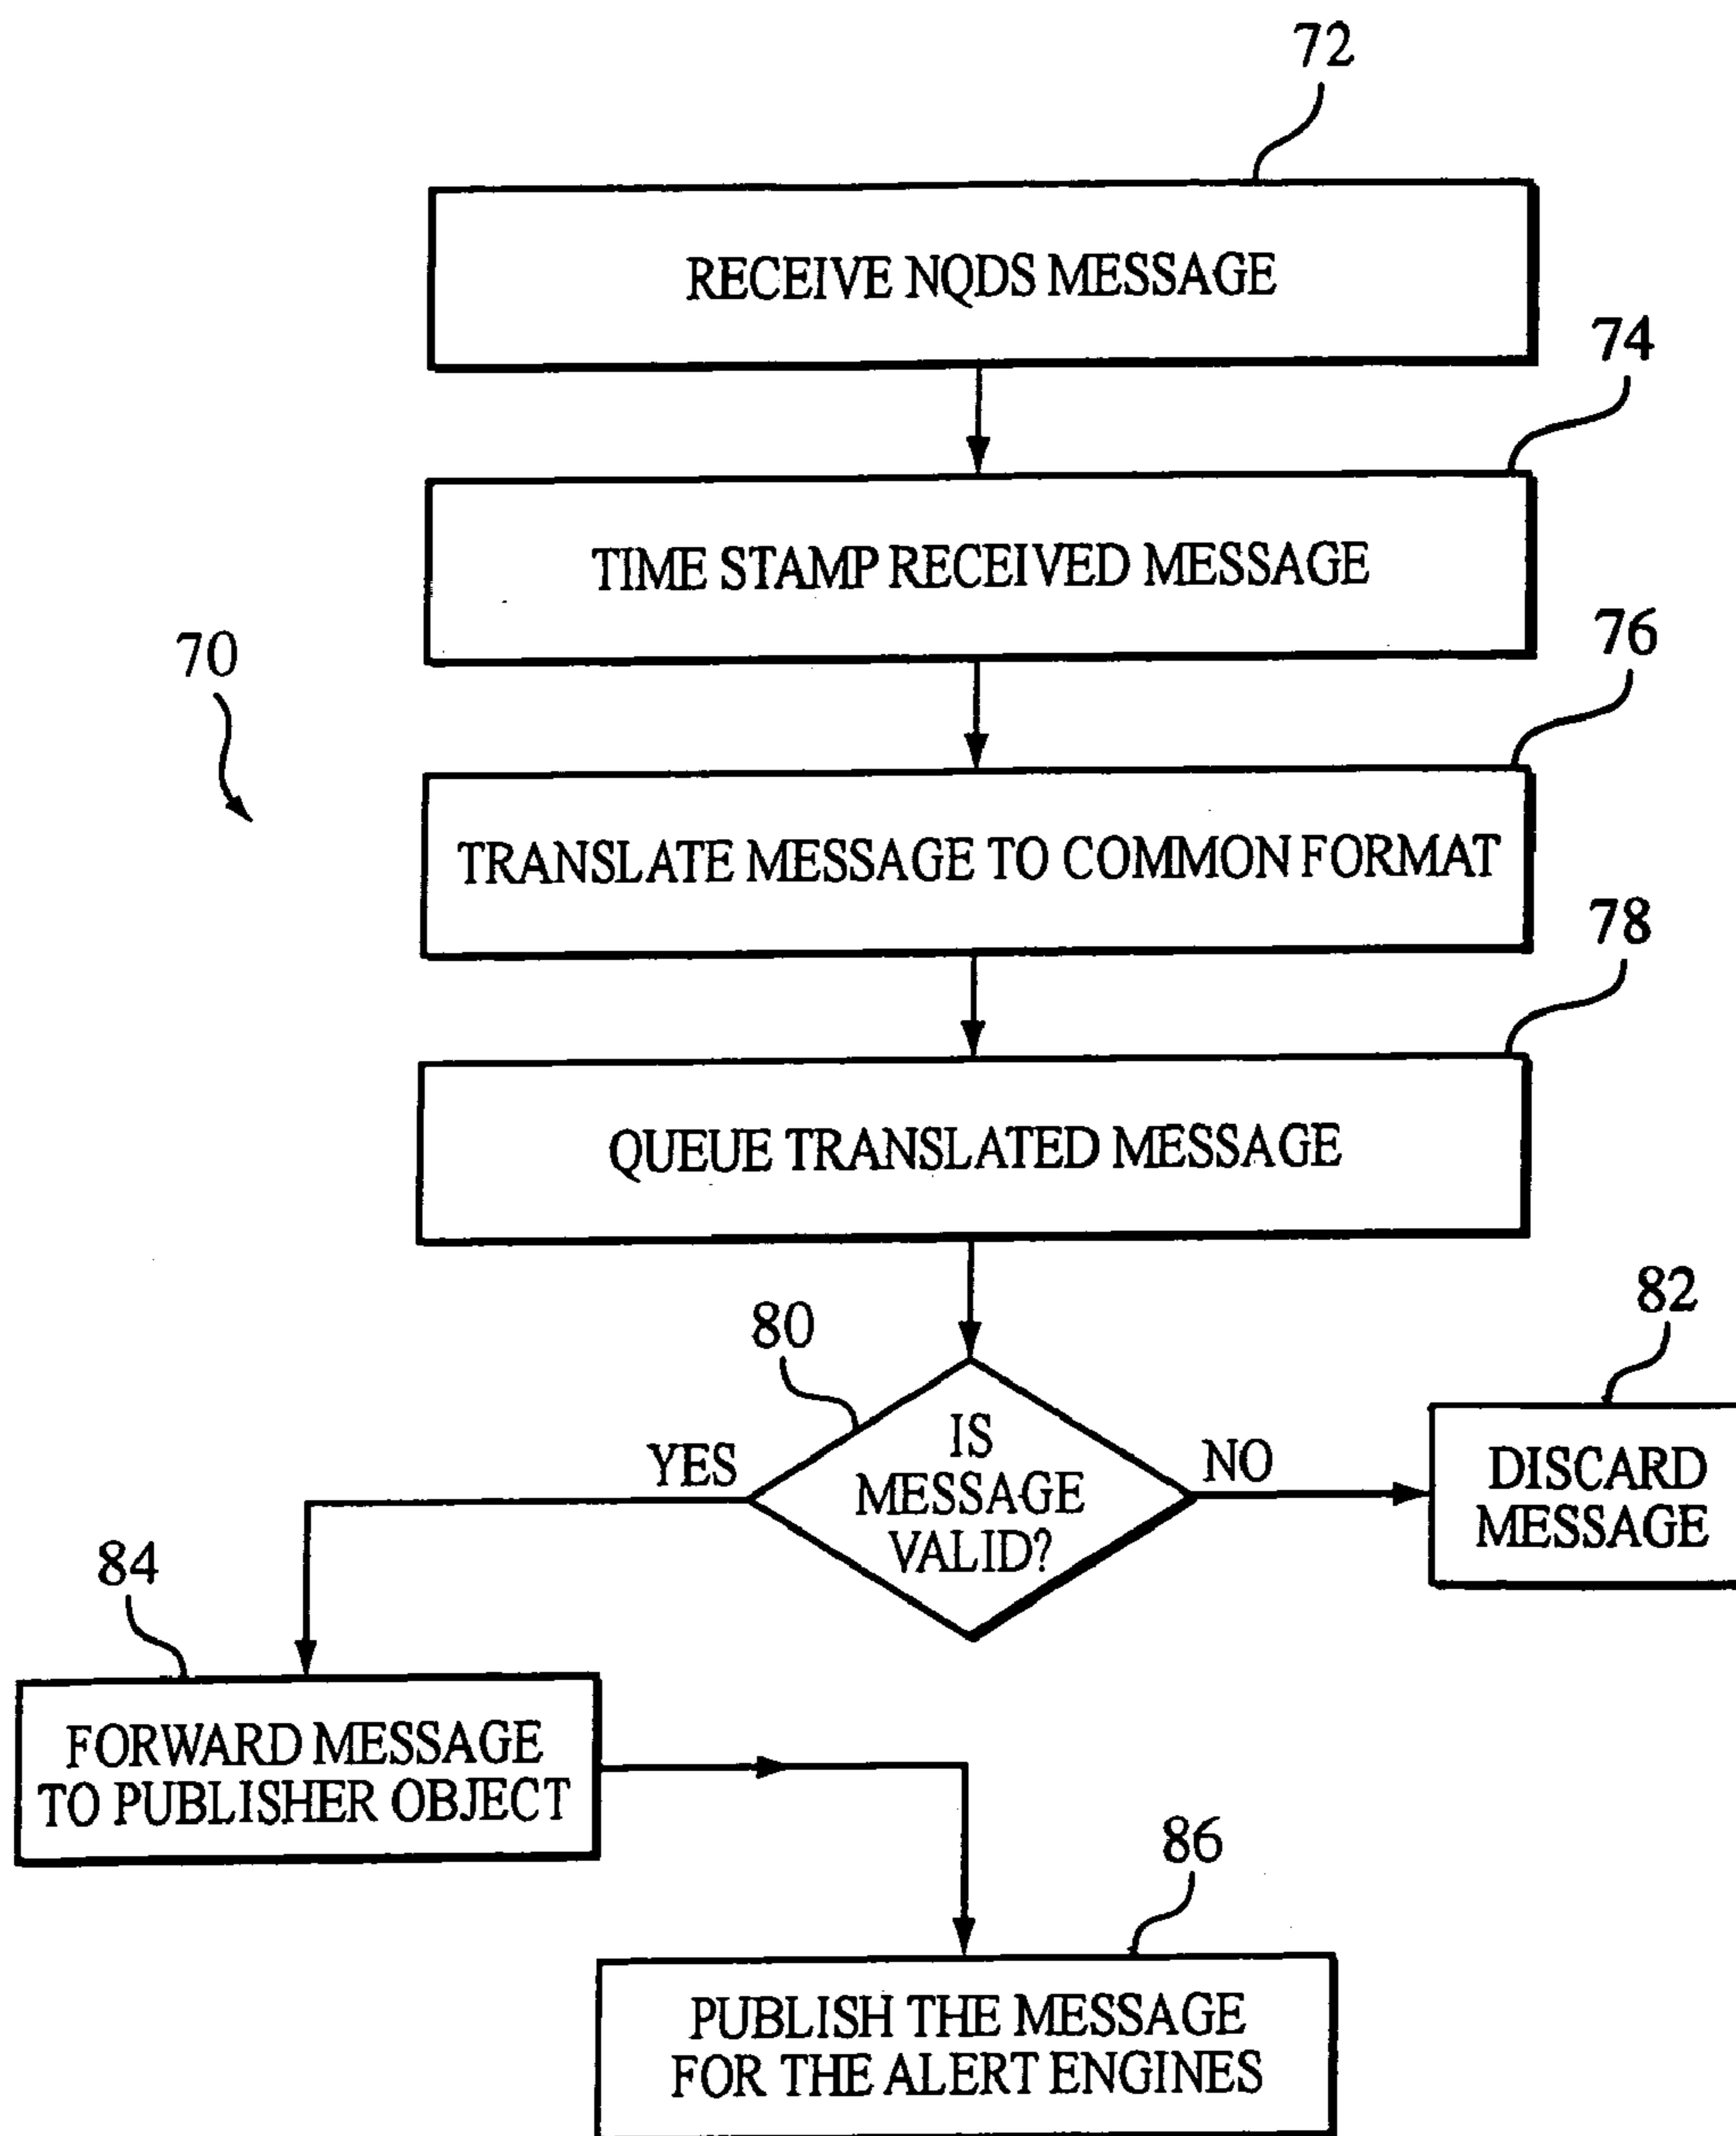 72
RECEIVE NQDS MESSAGE
74
TIME STAMP RECEIVED MESSAGE
76
70
TRANSLATE MESSAGE TO COMMON FORMAT
78
QUEUE TRANSLATED MESSAGE
82
80
IS
MESSAGE
VALID?
YES
NO
DISCARD
MESSAGE
84
FORWARD MESSAGE
TO PUBLISHER OBJECT
86
PUBLISH THE MESSAGE
FOR THE ALERT ENGINES